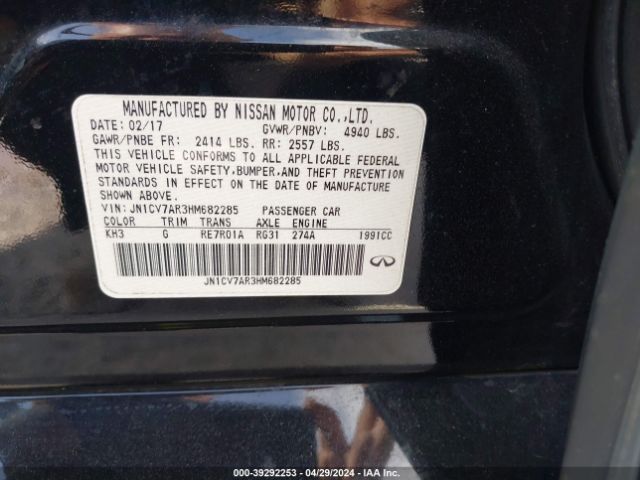 MANUFACTURED BY NISSAN MOTOR CO.,LTD.
DATE: 02/17 GVWR/PNBV: 4940 LBS.
GAWR/PNBE FR: 2414 LBS. RR: 2557 LBS.
THIS VEHICLE CONFORMS TO ALL APPLICABLE FEDERAL
MOTOR VEHICLE SAFETY,BUMPER,AND THEFT PREVENTION
STANDARDS IN EFFECT ON THE DATE OF MANUFACTURE
SHOWN ABOVE.
VIN: JN1CV7AR3HM682285 PASSENGER CAR
COLOR TRIM TRANS AXLE ENGINE
KH3 G RE7R01A RG31 274A 1991CC
JN1CV7AR3HM682285
000-39292253 - 04/29/2024 - IAA Inc.